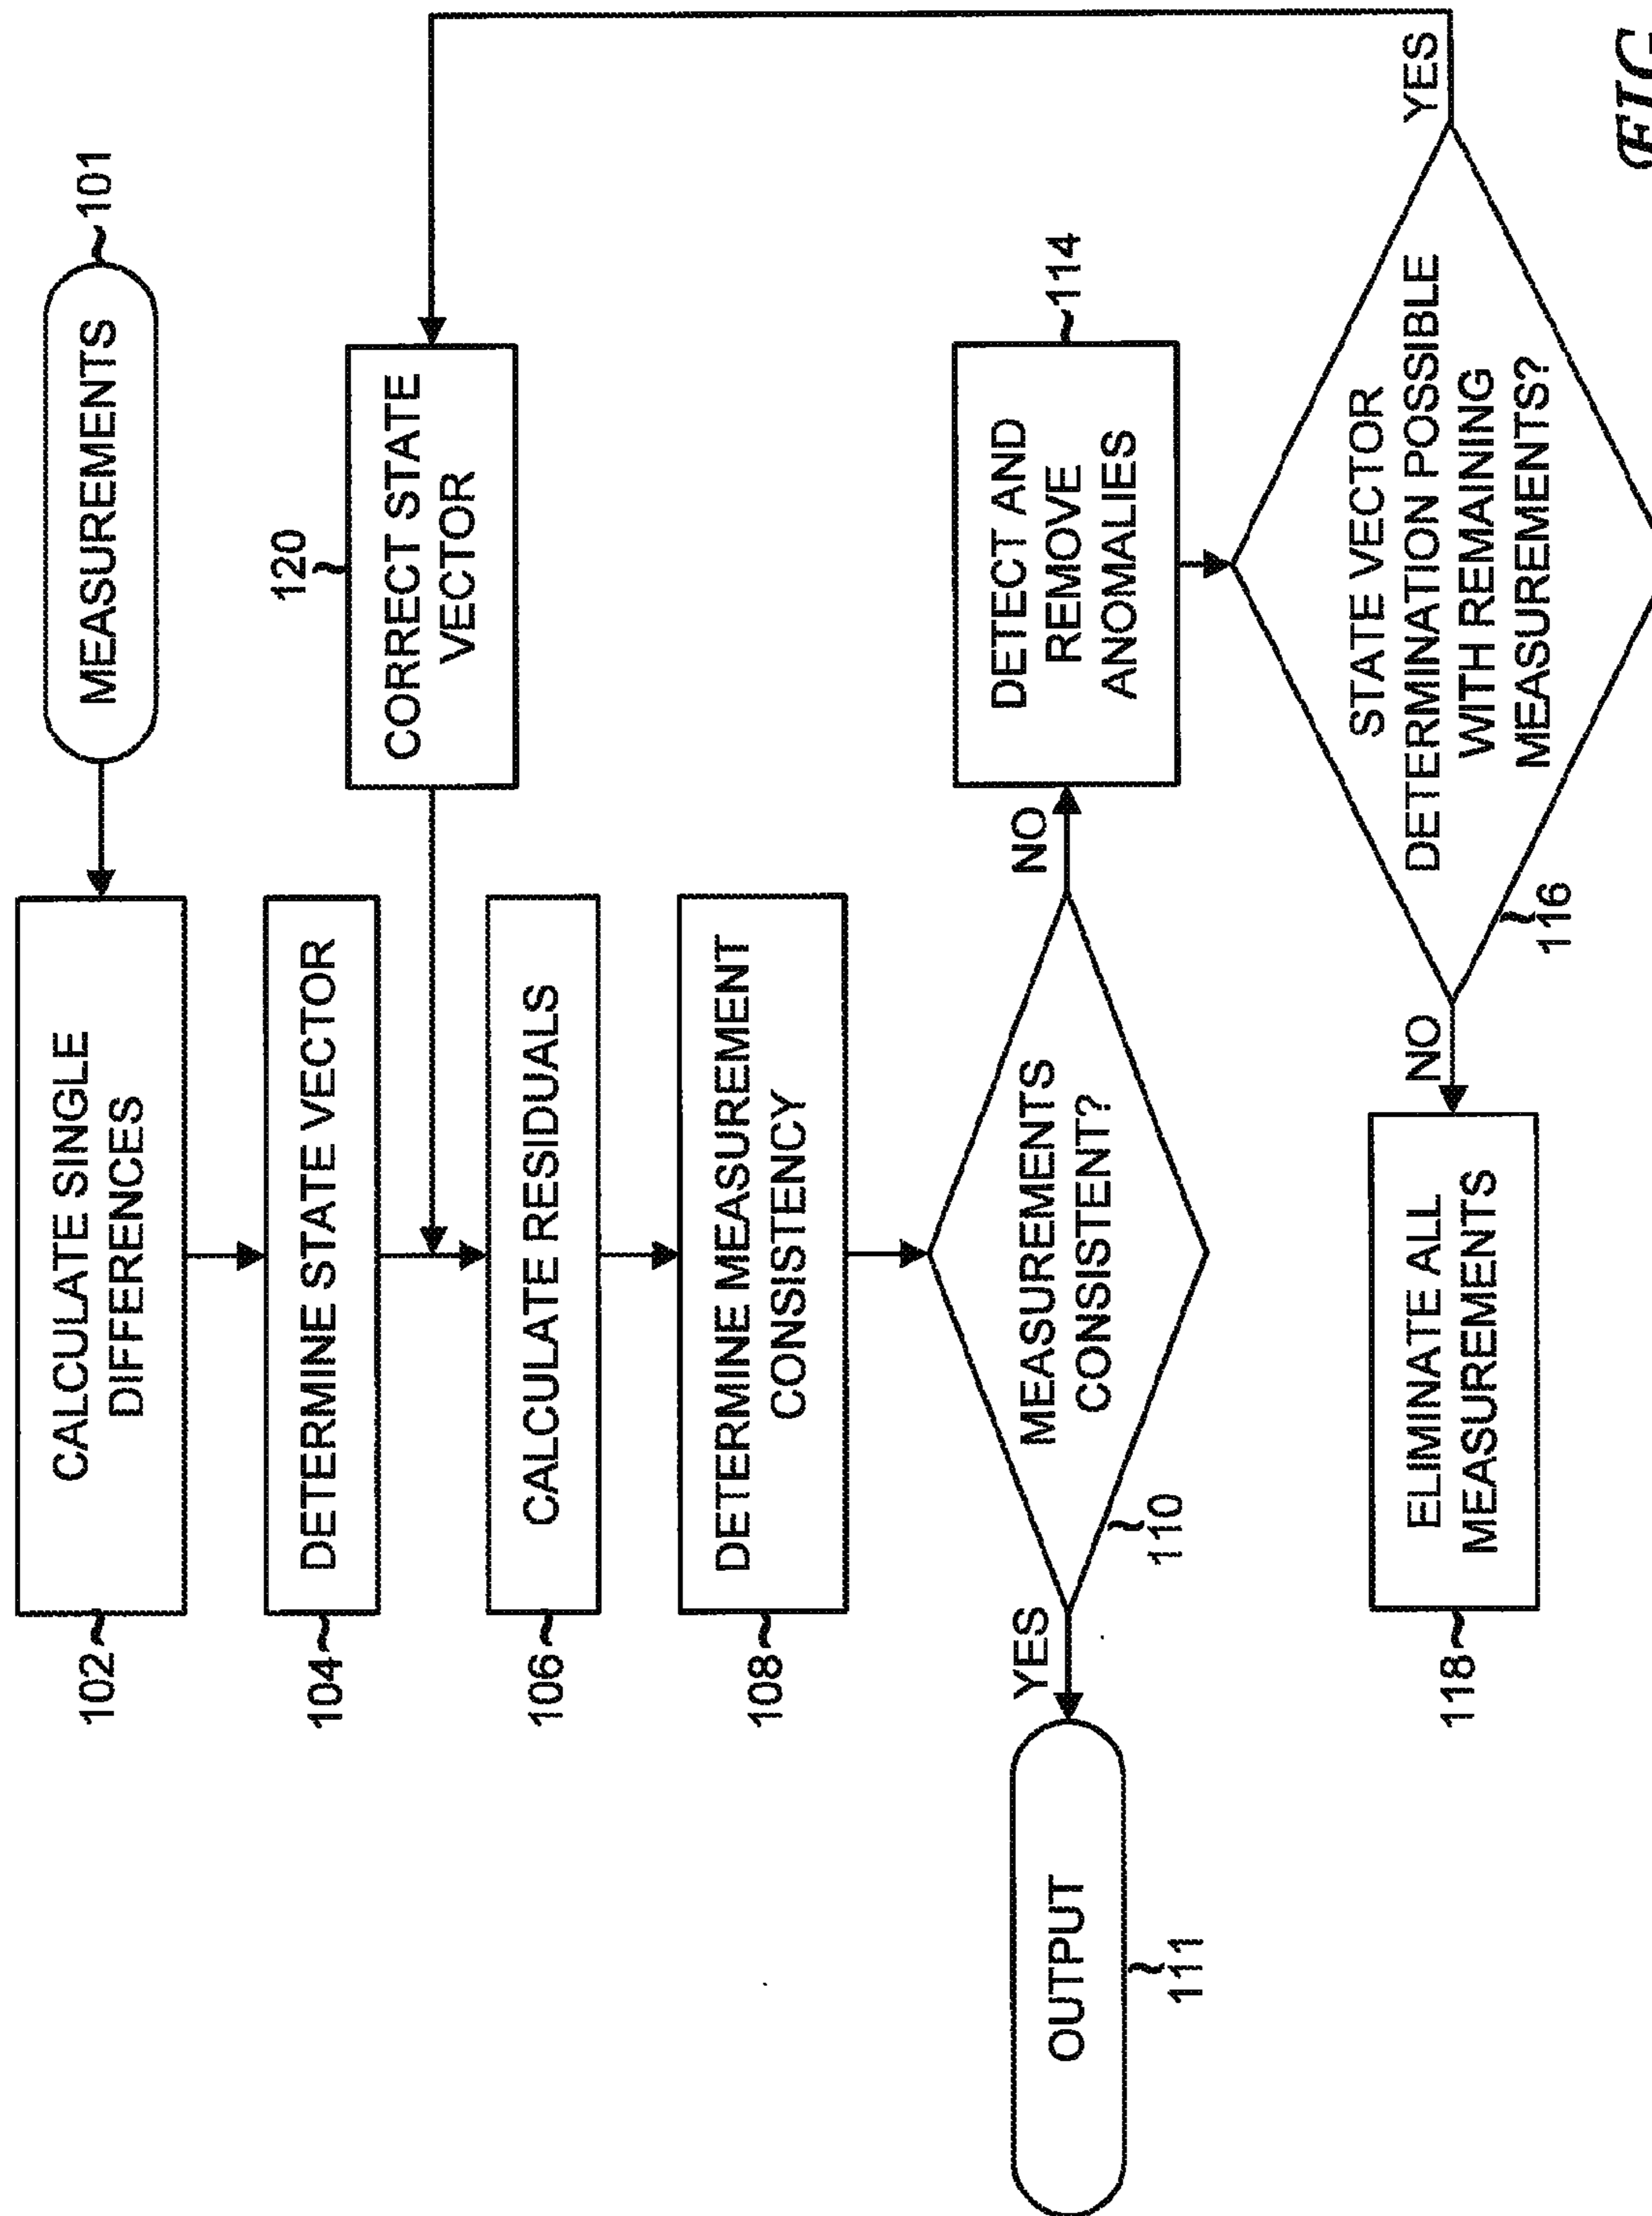 MEASUREMENTS
101
CALCULATE SINGLE
DIFFERENCES
102
DETERMINE STATE VECTOR
104
CORRECT STATE
VECTOR
120
CALCULATE RESIDUALS
106
DETERMINE MEASUREMENT
CONSISTENCY
108
MEASUREMENTS
CONSISTENT?
110
YES
NO
OUTPUT
111
DETECT AND
REMOVE
ANOMALIES
114
STATE VECTOR
DETERMINATION POSSIBLE
WITH REMAINING
MEASUREMENTS?
116
YES
NO
ELIMINATE ALL
MEASUREMENTS
118
FIG